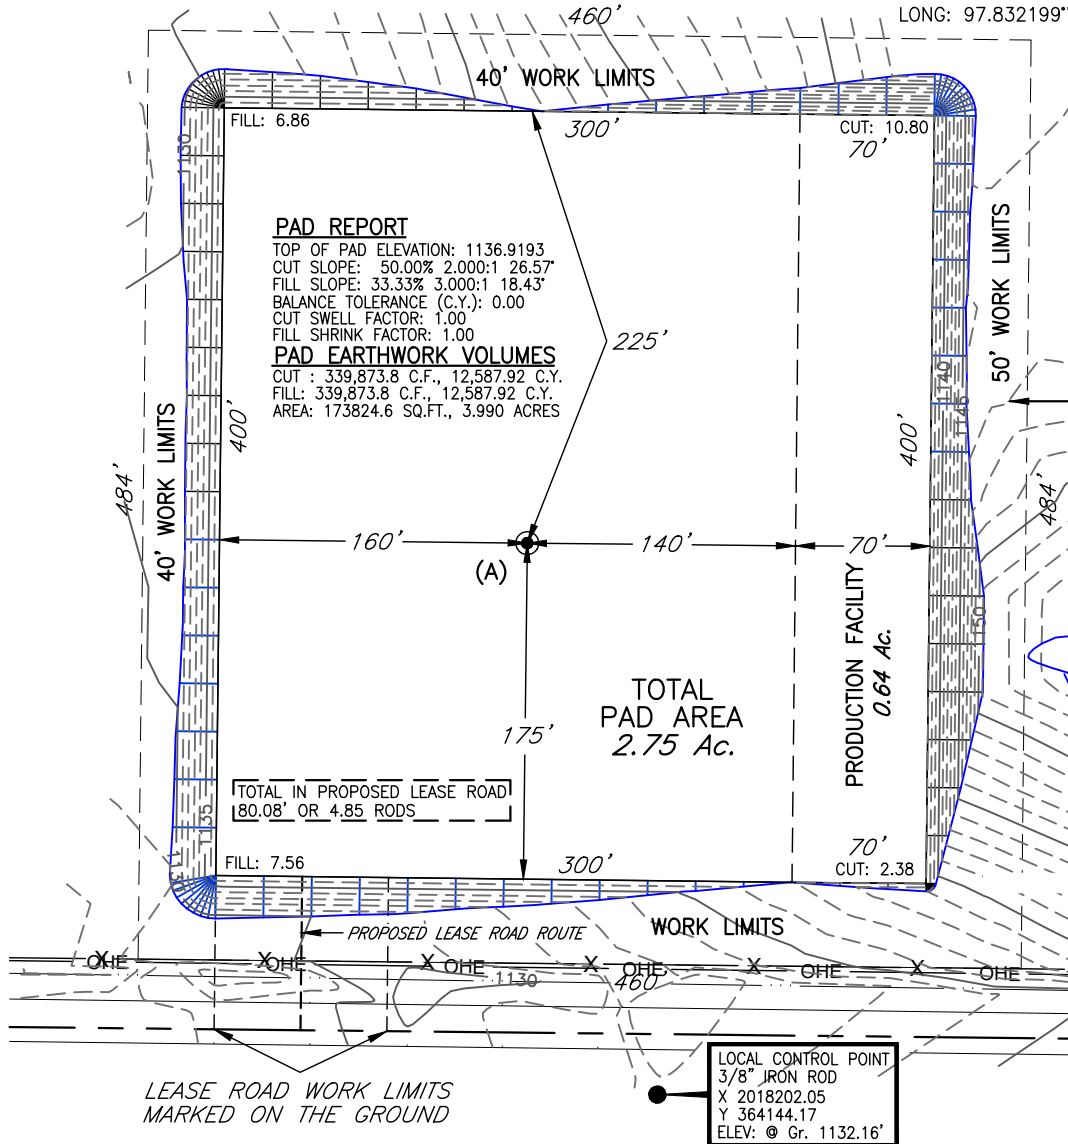 460'
LONG: 97.832199°
40' WORK LIMITS
FILL: 6.86
300'
CUT: 10.80
70'
1130
PAD REPORT
TOP OF PAD ELEVATION: 1136.9193
CUT SLOPE: 50.00% 2.000:1 26.57°
FILL SLOPE: 33.33% 3.000:1 18.43°
BALANCE TOLERANCE (C.Y.): 0.00
CUT SWELL FACTOR: 1.00
FILL SHRINK FACTOR: 1.00
PAD EARTHWORK VOLUMES
CUT : 339,873.8 C.F., 12,587.92 C.Y.
FILL: 339,873.8 C.F., 12,587.92 C.Y.
AREA: 173824.6 SQ.FT., 3.990 ACRES
225'
50' WORK LIMITS
1140
1145
400'
400'
40' WORK LIMITS
484'
484'
160'
140'
70'
(A)
PRODUCTION FACILITY
0.64 Ac.
1150
TOTAL
PAD AREA
2.75 Ac.
175'
TOTAL IN PROPOSED LEASE ROAD
80.08' OR 4.85 RODS
1135
1130
FILL: 7.56
300'
70'
CUT: 2.38
PROPOSED LEASE ROAD ROUTE
WORK LIMITS
X OHE X OHE X OHE X OHE X OHE X OHE
1130
460'
LEASE ROAD WORK LIMITS
MARKED ON THE GROUND
LOCAL CONTROL POINT
3/8" IRON ROD
X 2018202.05
Y 364144.17
ELEV: @ Gr. 1132.16'